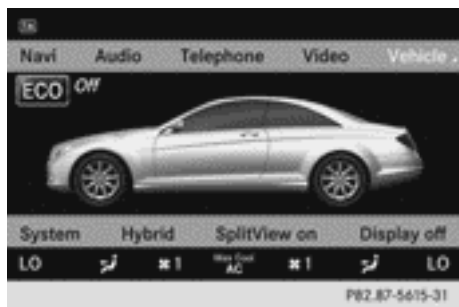 Navi Audio Telephone Video Vehicle
ECO Off
System Hybrid SplitView on Display off
LO 1 Max Cool AC 1 LO
P82.87-5615-31